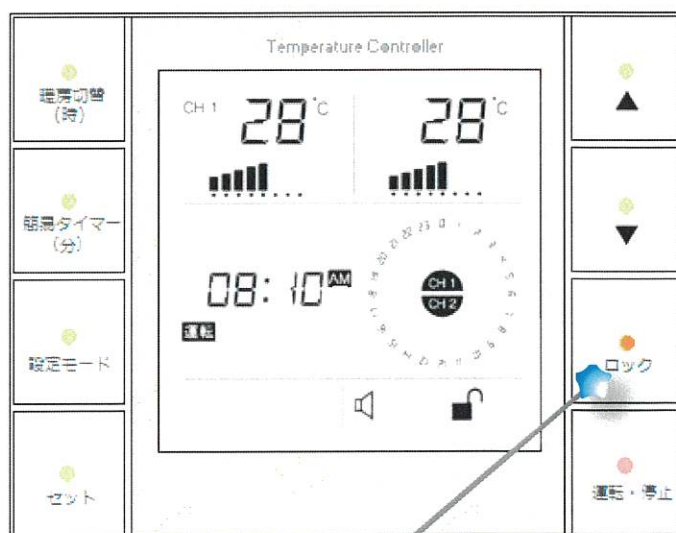 Temperature Controller
暖房切替
(時)
簡易タイマー
(分)
設定モード
セット
CH 1 28°C
28°C
08:10 AM
運転
CH 1
CH 2
▲
▼
ロック
運転・停止